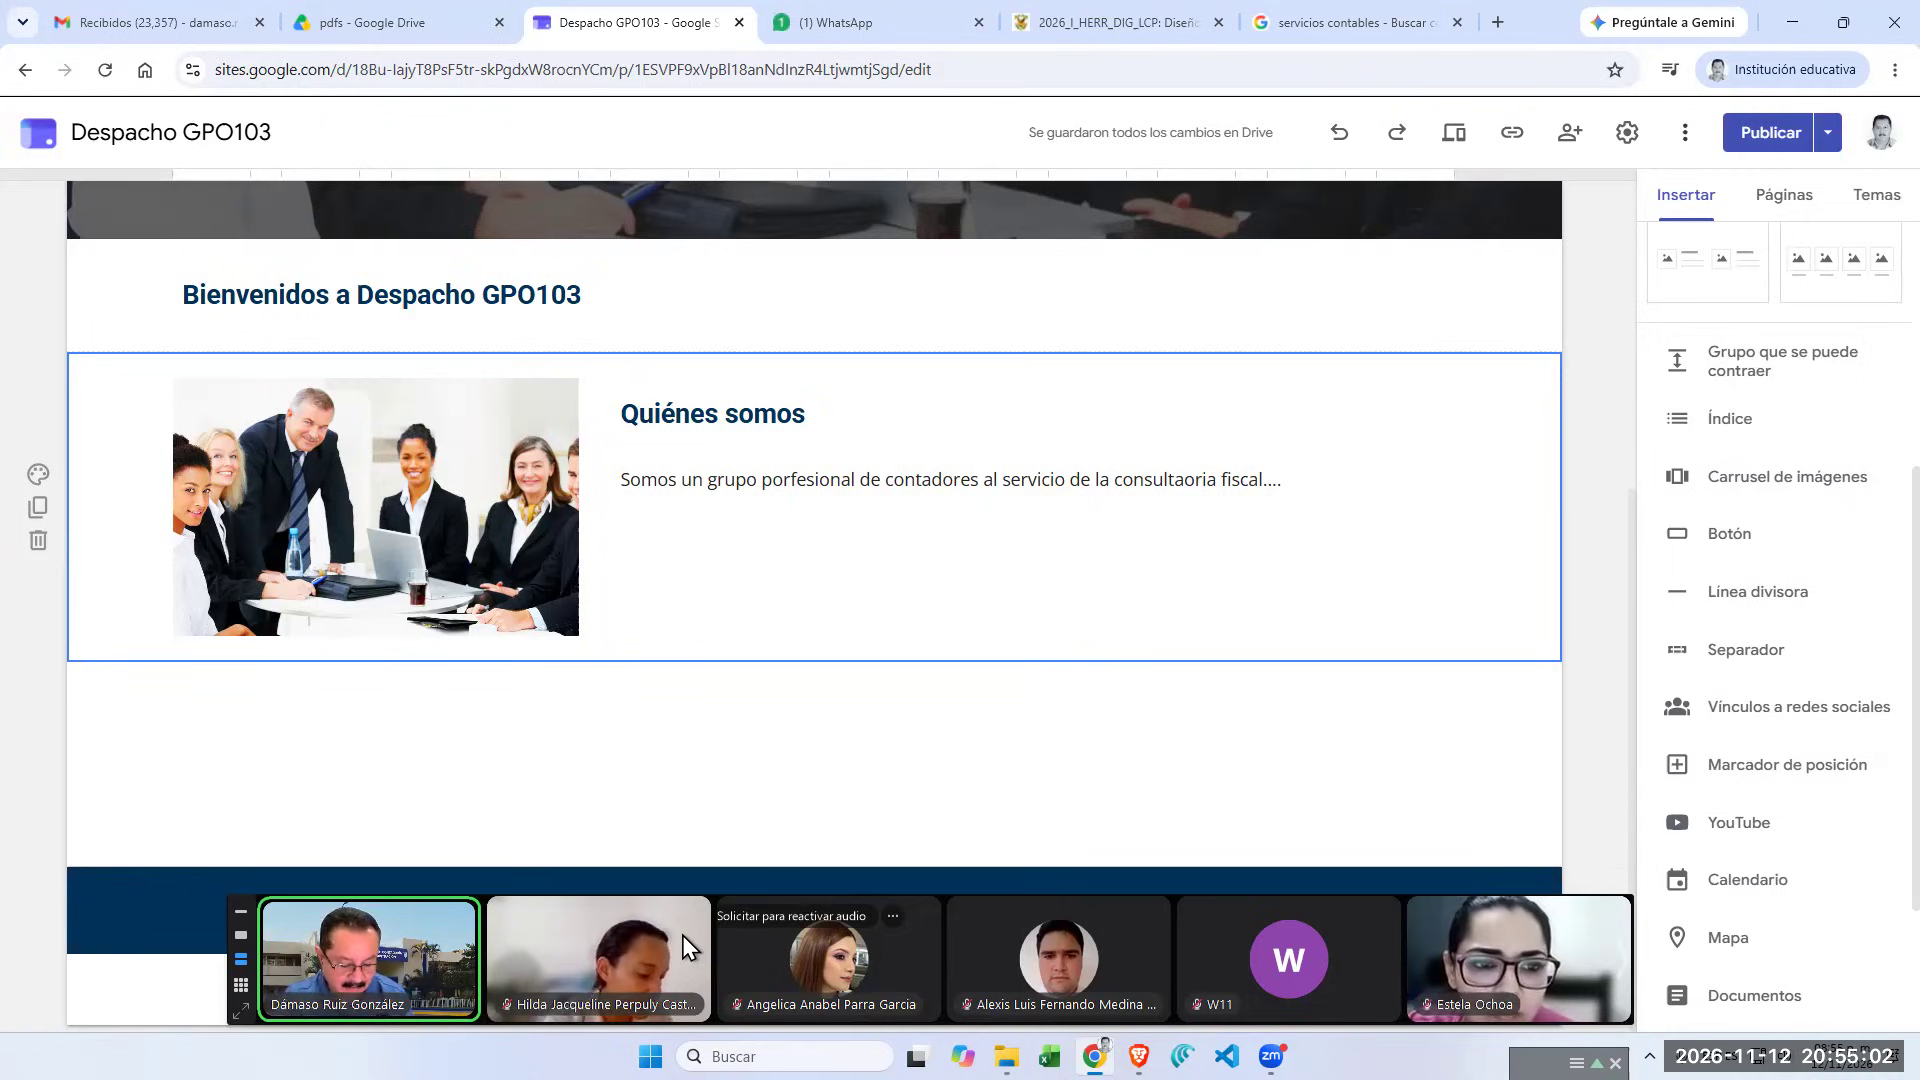 Recibidos (23,357) - damaso.r
pdfs - Google Drive
Despacho GPO103 - Google S
(1) WhatsApp
2026_I_HERR_DIG_LCP: Diseño
servicios contables - Buscar c
Pregúntale a Gemini
sites.google.com/d/18Bu-IajyT8PsF5tr-skPgdxW8rocnYCm/p/1ESVPF9xVpBl18anNdInzR4LtjwmtjSgd/edit
Institución educativa
Despacho GPO103
Se guardaron todos los cambios en Drive
Publicar
Insertar
Páginas
Temas
Bienvenidos a Despacho GPO103
Quiénes somos
Somos un grupo porfesional de contadores al servicio de la consultaoria fiscal....
Grupo que se puede
contraer
Índice
Carrusel de imágenes
Botón
Línea divisora
Separador
Vínculos a redes sociales
Marcador de posición
YouTube
Calendario
Mapa
Documentos
Solicitar para reactivar audio
W
Dámaso Ruiz González
Hilda Jacqueline Perpuly Cast...
Angelica Anabel Parra Garcia
Alexis Luis Fernando Medina ...
W11
Estela Ochoa
Buscar
2026-11-12 20:55:02